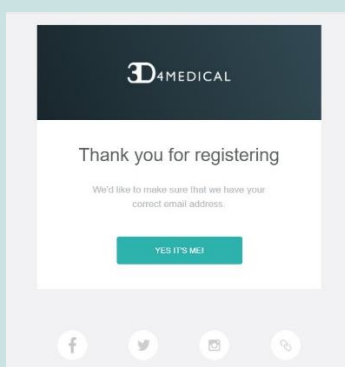 3D4MEDICAL
Thank you for registering
We'd like to make sure that we have your
correct email address.
YES IT'S ME!